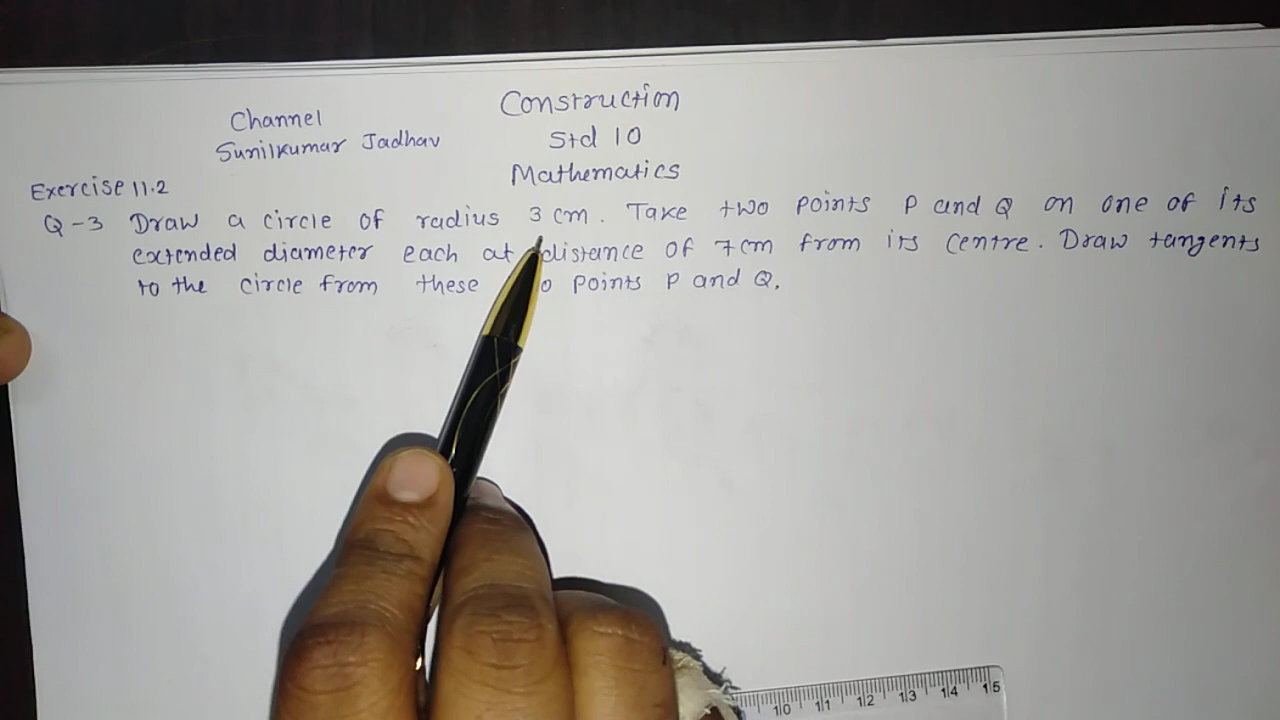 Channel
Sunilkumar Jadhav
Construction
Std 10
Mathematics
Exercise 11.2
Q-3 Draw a circle of radius 3 cm. Take two points P and Q on one of its
extended diameter each at distance of 7cm from its centre. Draw tangents
to the circle from these points P and Q.
10 11 12 13 14 15